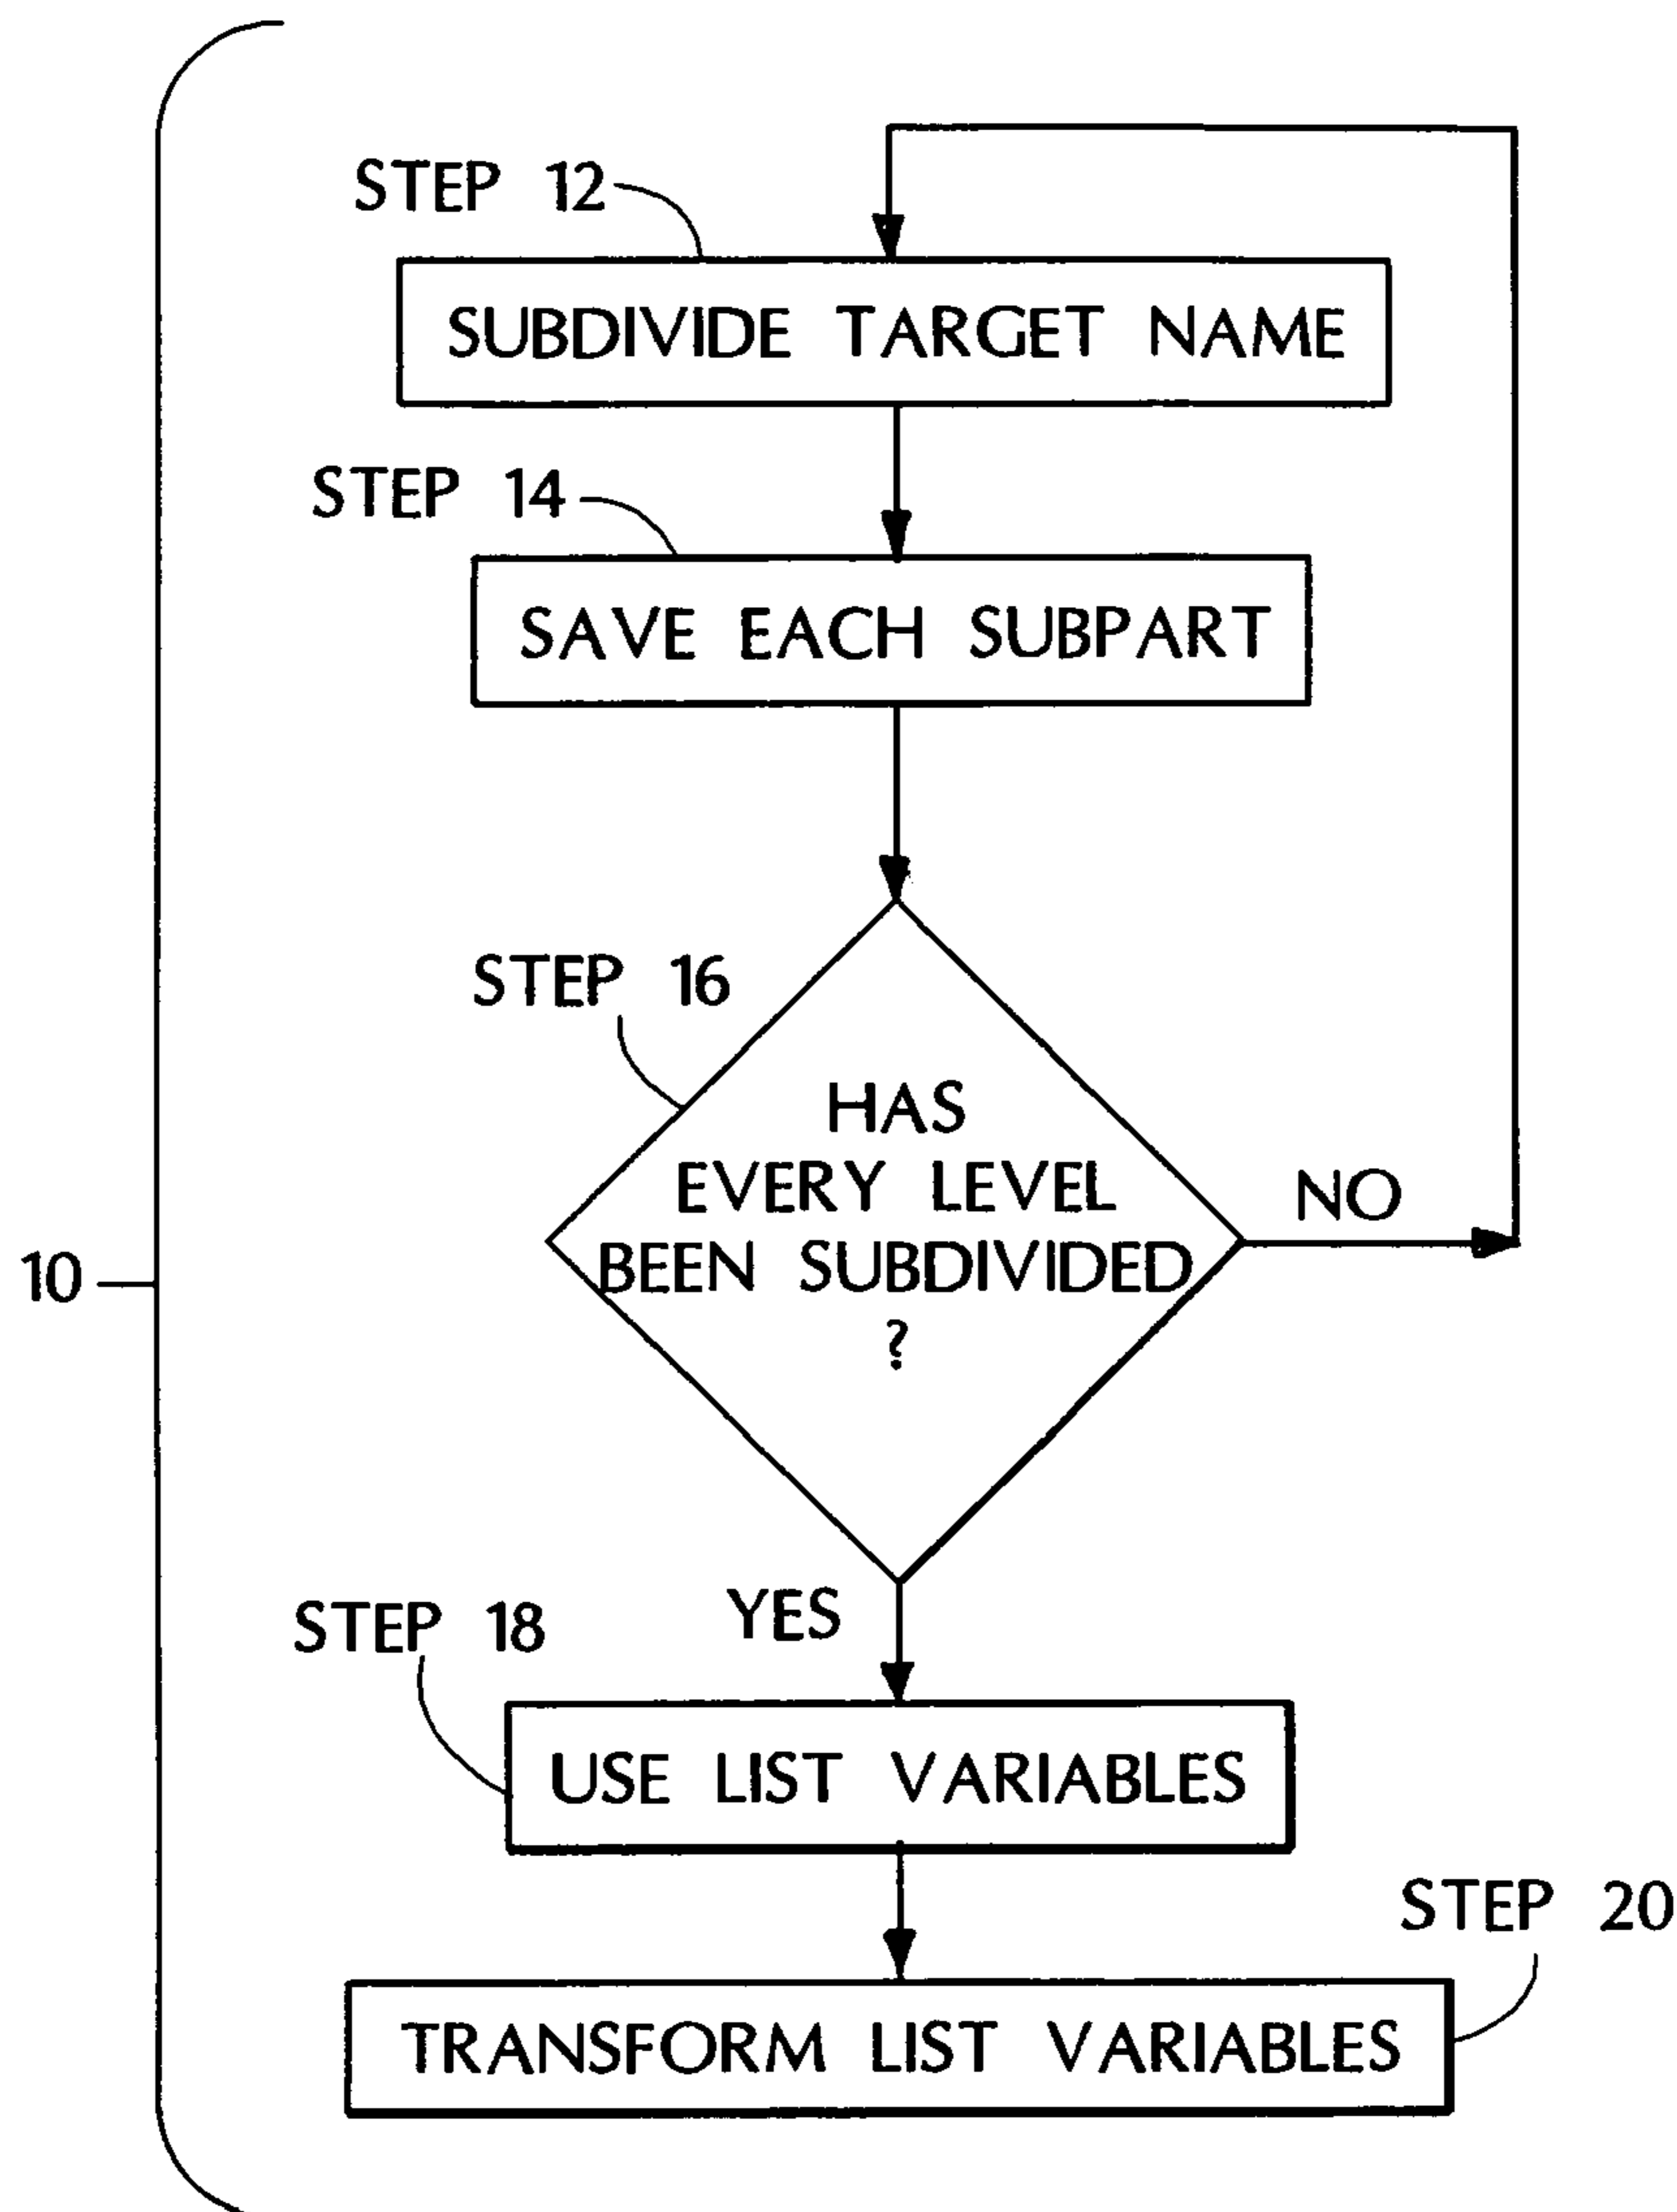 STEP 12
SUBDIVIDE TARGET NAME
STEP 14
SAVE EACH SUBPART
STEP 16
HAS
EVERY LEVEL
BEEN SUBDIVIDED
?
NO
10
YES
STEP 18
USE LIST VARIABLES
STEP 20
TRANSFORM LIST VARIABLES